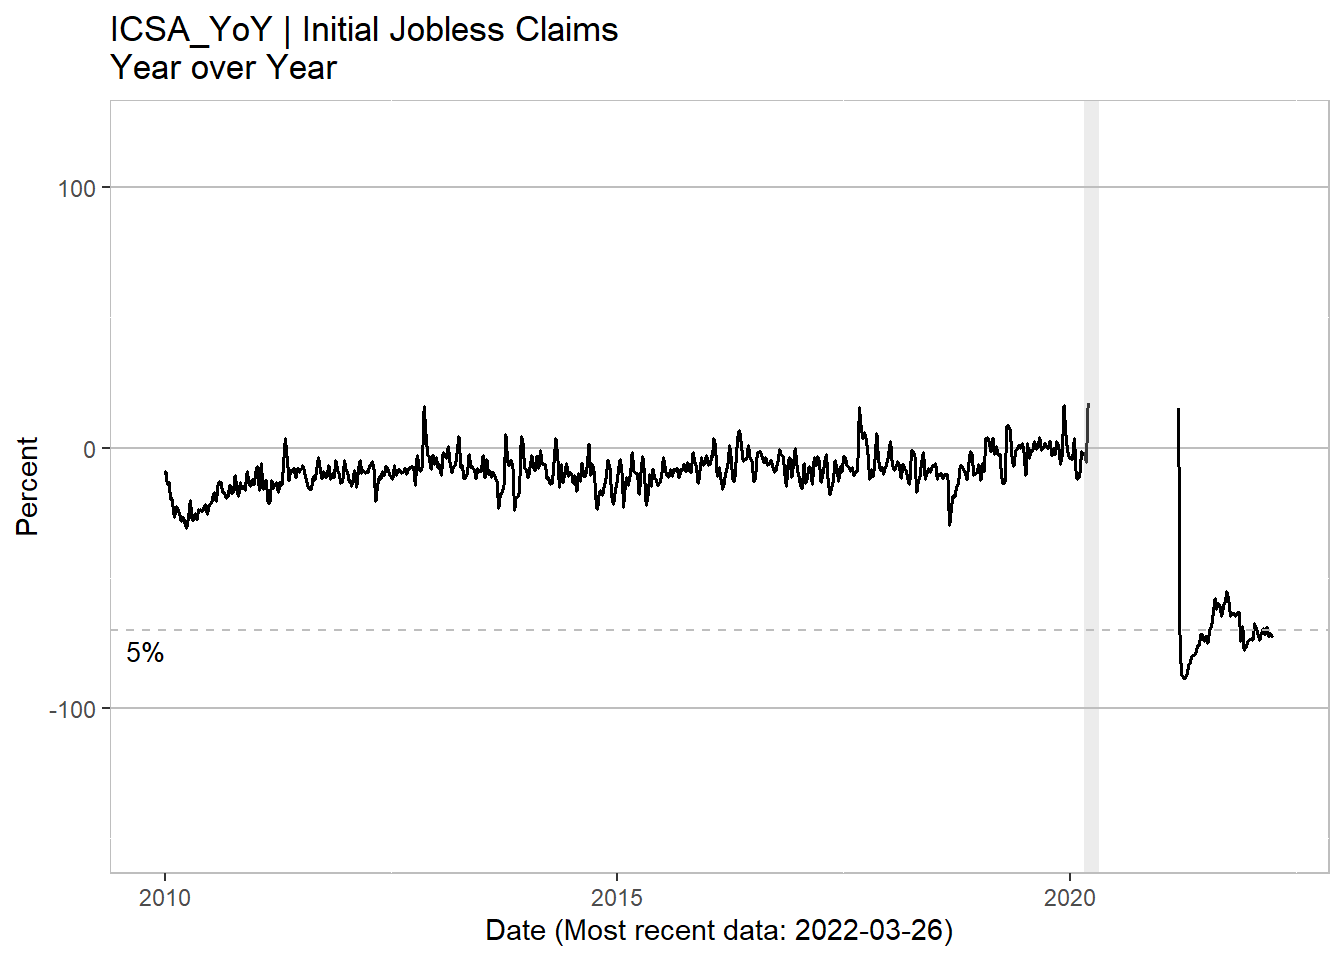 ICSA_YoY | Initial Jobless Claims
Year over Year
Percent
100
0
-100
5%
2010
2015
2020
Date (Most recent data: 2022-03-26)